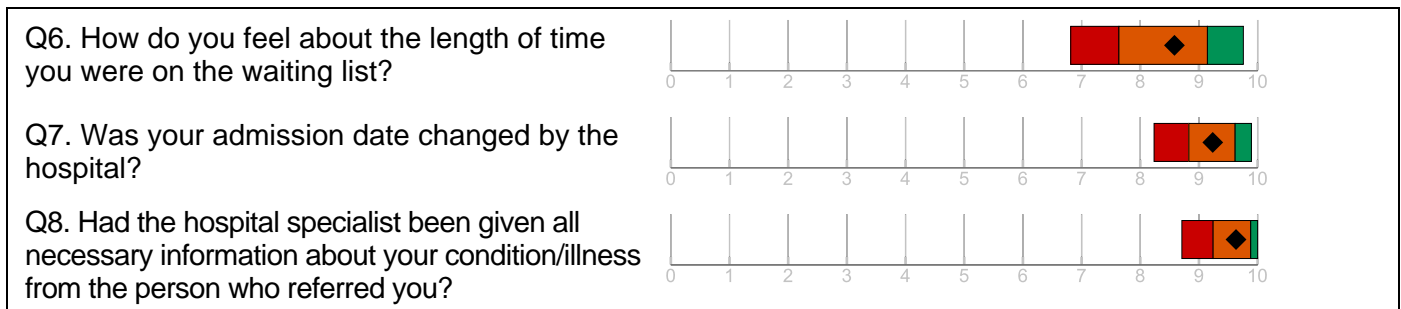 Q6. How do you feel about the length of time
you were on the waiting list?
0 1 2 3 4 5 6 7 8 9 10
Q7. Was your admission date changed by the
hospital?
0 1 2 3 4 5 6 7 8 9 10
Q8. Had the hospital specialist been given all
necessary information about your condition/illness
from the person who referred you?
0 1 2 3 4 5 6 7 8 9 10